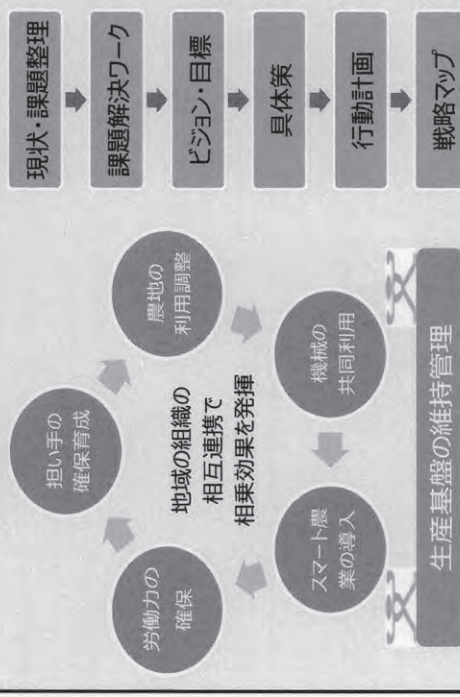 現状・課題整理
課題解決ワーク
ビジョン・目標
具体策
行動計画
戦略マップ
担い手の
確保育成
農地の
利用調整
機械の
共同利用
スマート農
業の導入
労働力の
確保
地域の組織の
相互連携で
相乗効果を発揮
生産基盤の維持管理